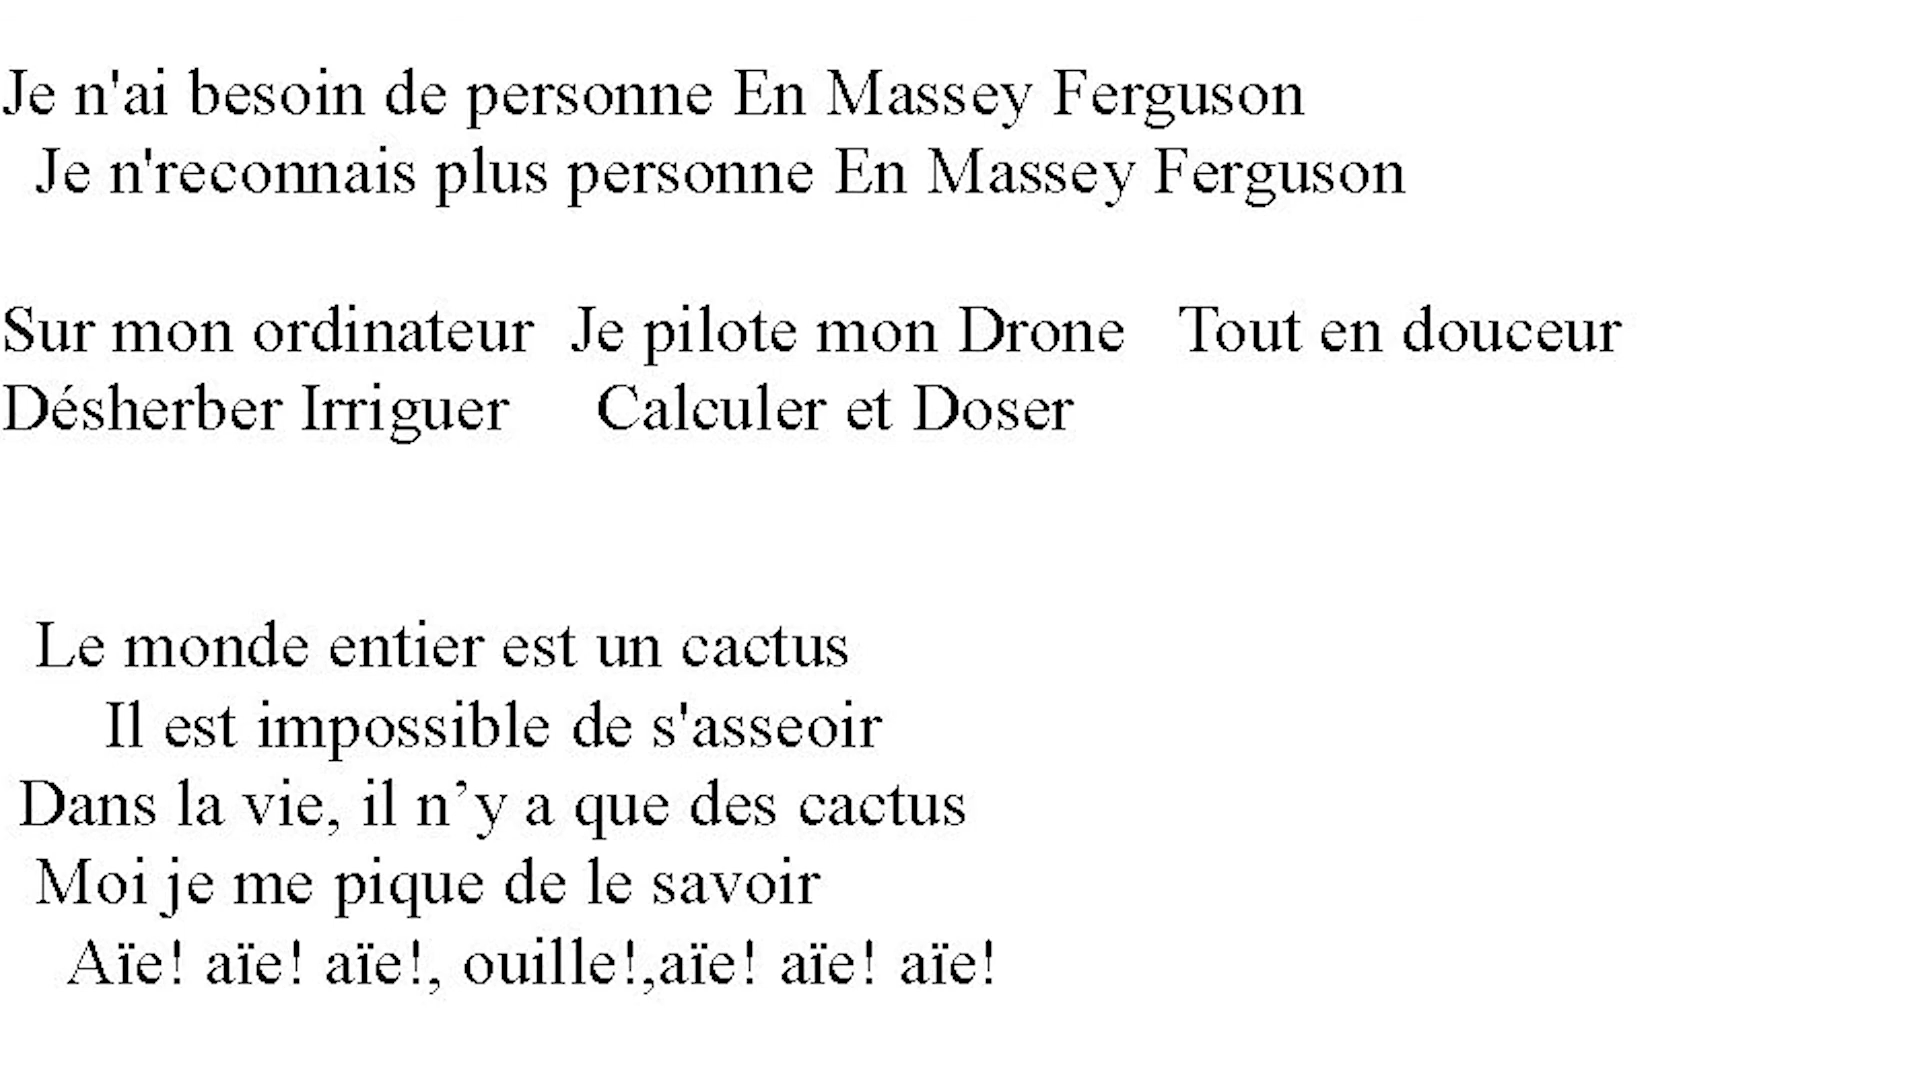 Je n'ai besoin de personne En Massey Ferguson
Je n'reconnais plus personne En Massey Ferguson
Sur mon ordinateur Je pilote mon Drone Tout en douceur
Désherber Irriguer Calculer et Doser
Le monde entier est un cactus
Il est impossible de s'asseoir
Dans la vie, il n’y a que des cactus
Moi je me pique de le savoir
Aïe! aïe! aïe!, ouille!,aïe! aïe! aïe!